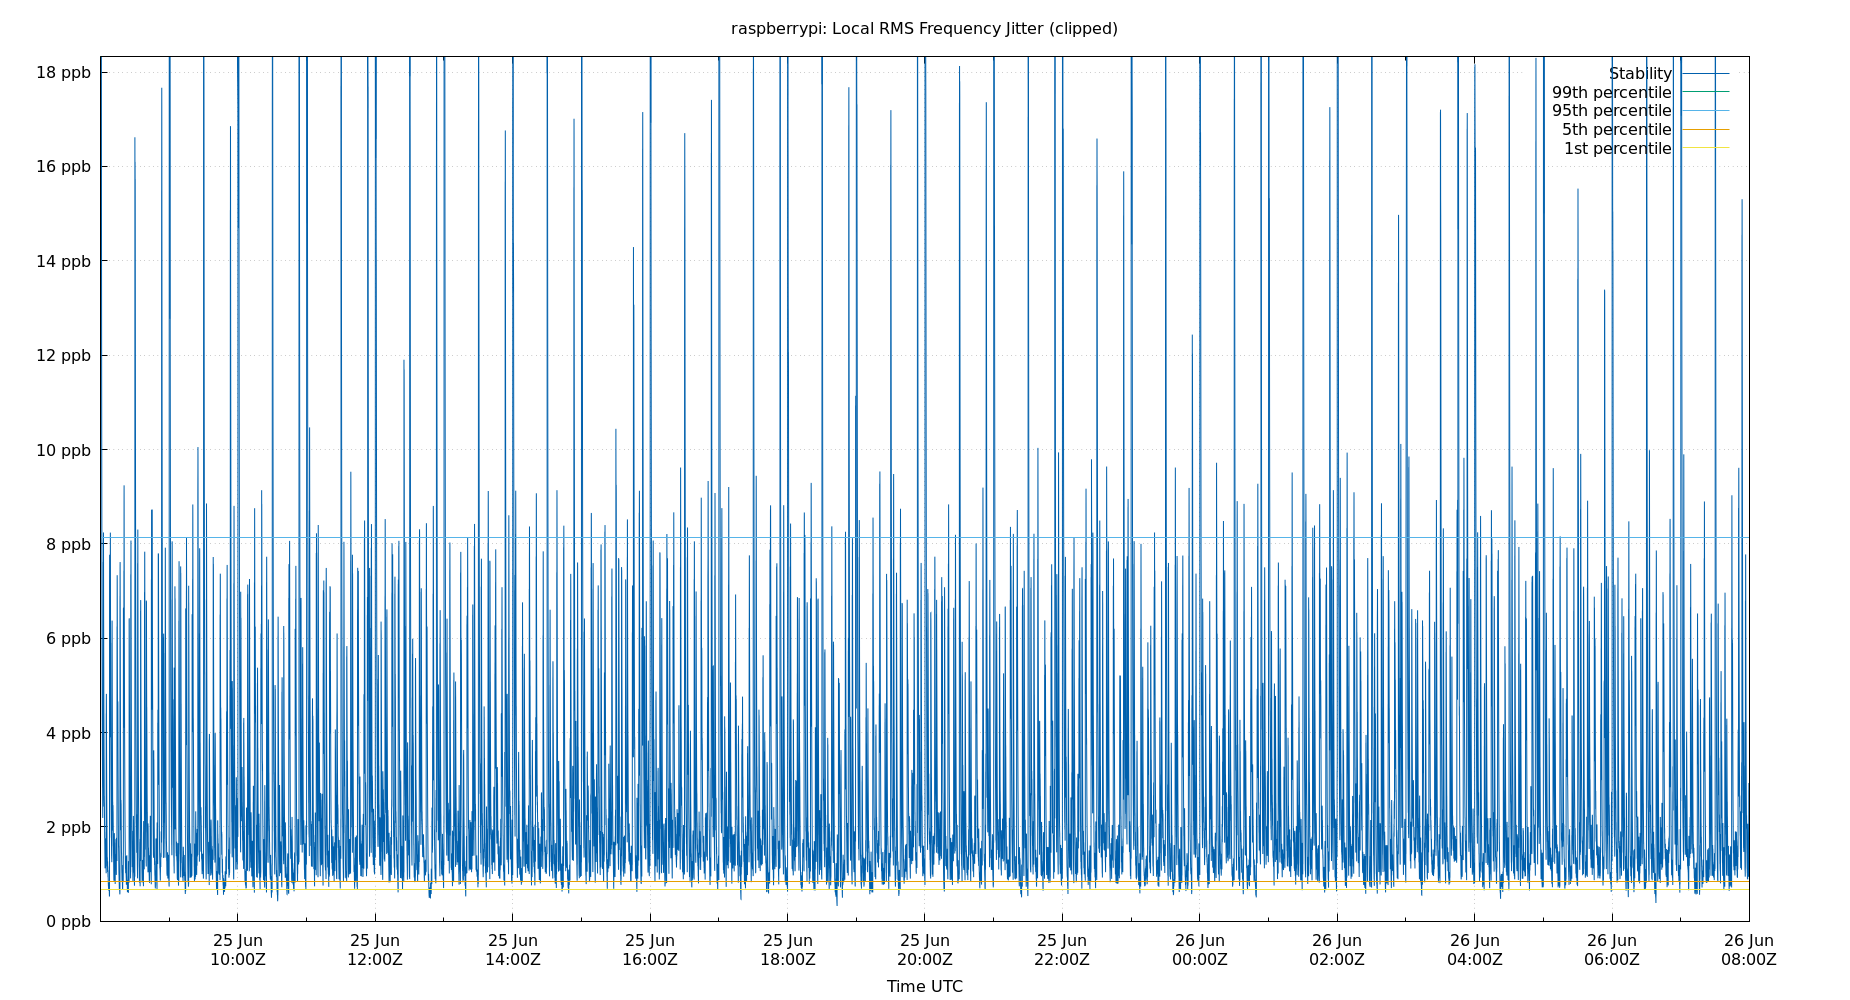 raspberrypi: Local RMS Frequency Jitter (clipped)
18 ppb
16 ppb
14 ppb
12 ppb
10 ppb
8 ppb
6 ppb
4 ppb
2 ppb
0 ppb
Stability
99th percentile
95th percentile
5th percentile
1st percentile
25 Jun 25 Jun 25 Jun 25 Jun 25 Jun 25 Jun 25 Jun 26 Jun 26 Jun 26 Jun 26 Jun 26 Jun
10:00Z 12:00Z 14:00Z 16:00Z 18:00Z 20:00Z 22:00Z 00:00Z 02:00Z 04:00Z 06:00Z 08:00Z
Time UTC